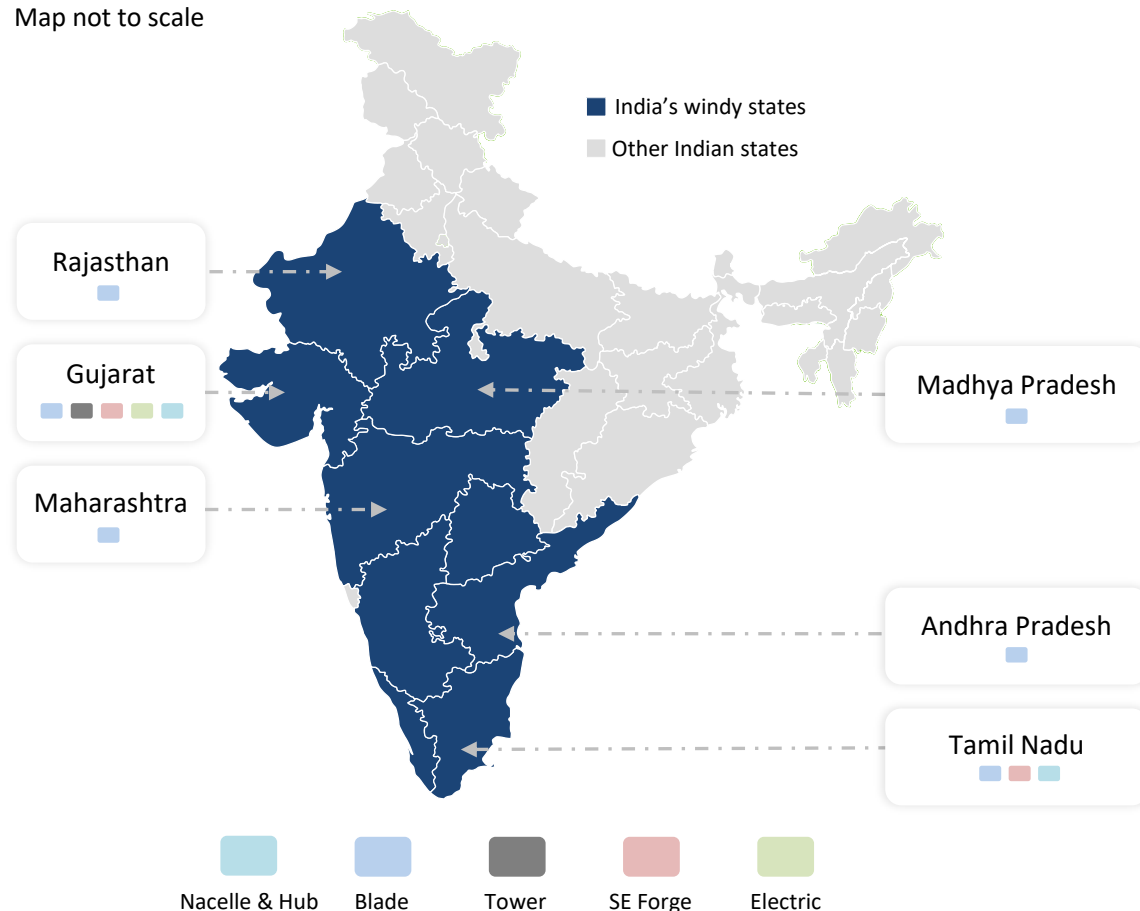 Map not to scale
India’s windy states
Other Indian states
Rajasthan
Gujarat
Maharashtra
Madhya Pradesh
Andhra Pradesh
Tamil Nadu
Nacelle & Hub
Blade
Tower
SE Forge
Electric